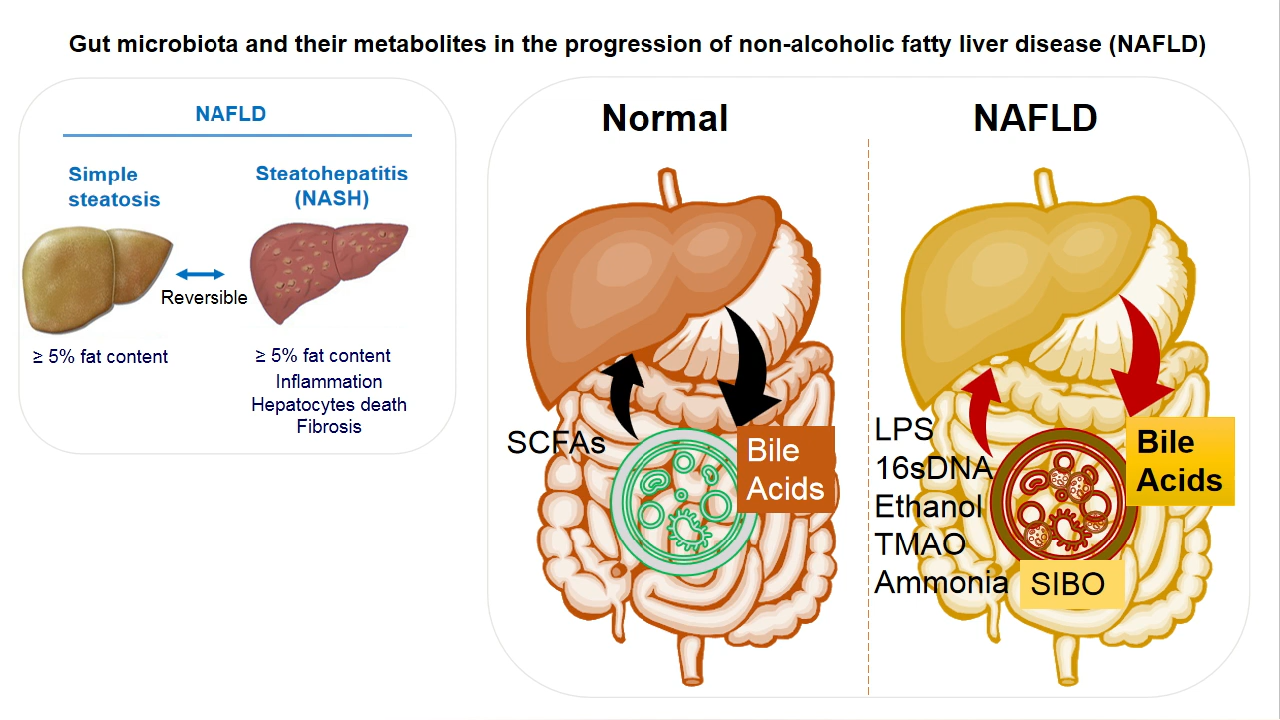 Gut microbiota and their metabolites in the progression of non-alcoholic fatty liver disease (NAFLD)
NAFLD
Simple
steatosis
Steatohepatitis
(NASH)
Reversible
≥ 5% fat content
≥ 5% fat content
Inflammation
Hepatocytes death
Fibrosis
Normal
SCFAs
Bile
Acids
NAFLD
LPS
16sDNA
Ethanol
TMAO
Ammonia
Bile
Acids
SIBO